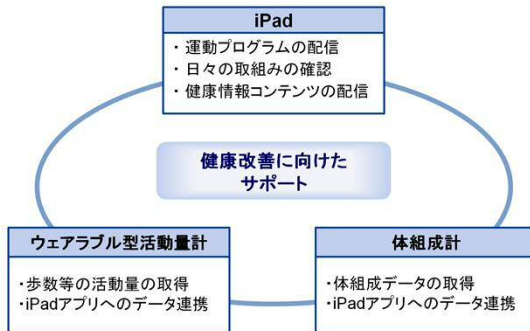 iPad
・運動プログラムの配信
・日々の取組みの確認
・健康情報コンテンツの配信
健康改善に向けた
サポート
ウェアラブル型活動量計
・歩数等の活動量の取得
・iPadアプリへのデータ連携
体組成計
・体組成データの取得
・iPadアプリへのデータ連携